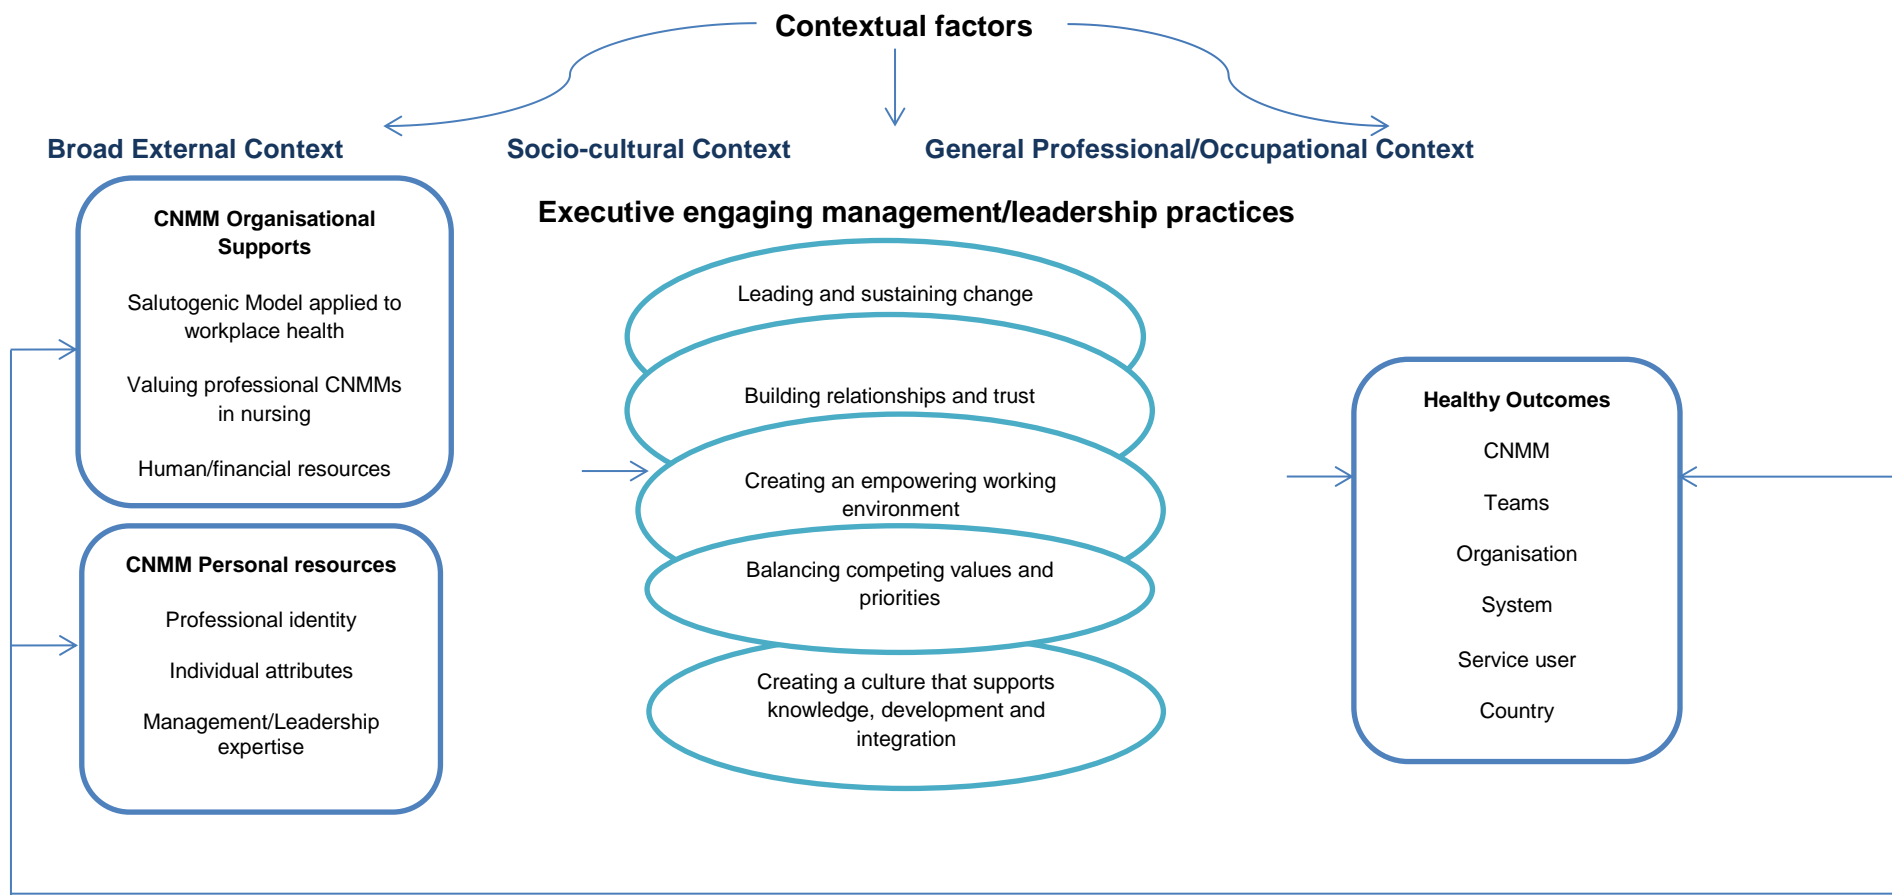 Contextual factors
Broad External Context
Socio-cultural Context
General Professional/Occupational Context
CNMM Organisational
Supports
Salutogenic Model applied to
workplace health
Valuing professional CNMMs
in nursing
Human/financial resources
CNMM Personal resources
Professional identity
Individual attributes
Management/Leadership
expertise
Executive engaging management/leadership practices
Leading and sustaining change
Building relationships and trust
Creating an empowering working
environment
Balancing competing values and
priorities
Creating a culture that supports
knowledge, development and
integration
Healthy Outcomes
CNMM
Teams
Organisation
System
Service user
Country